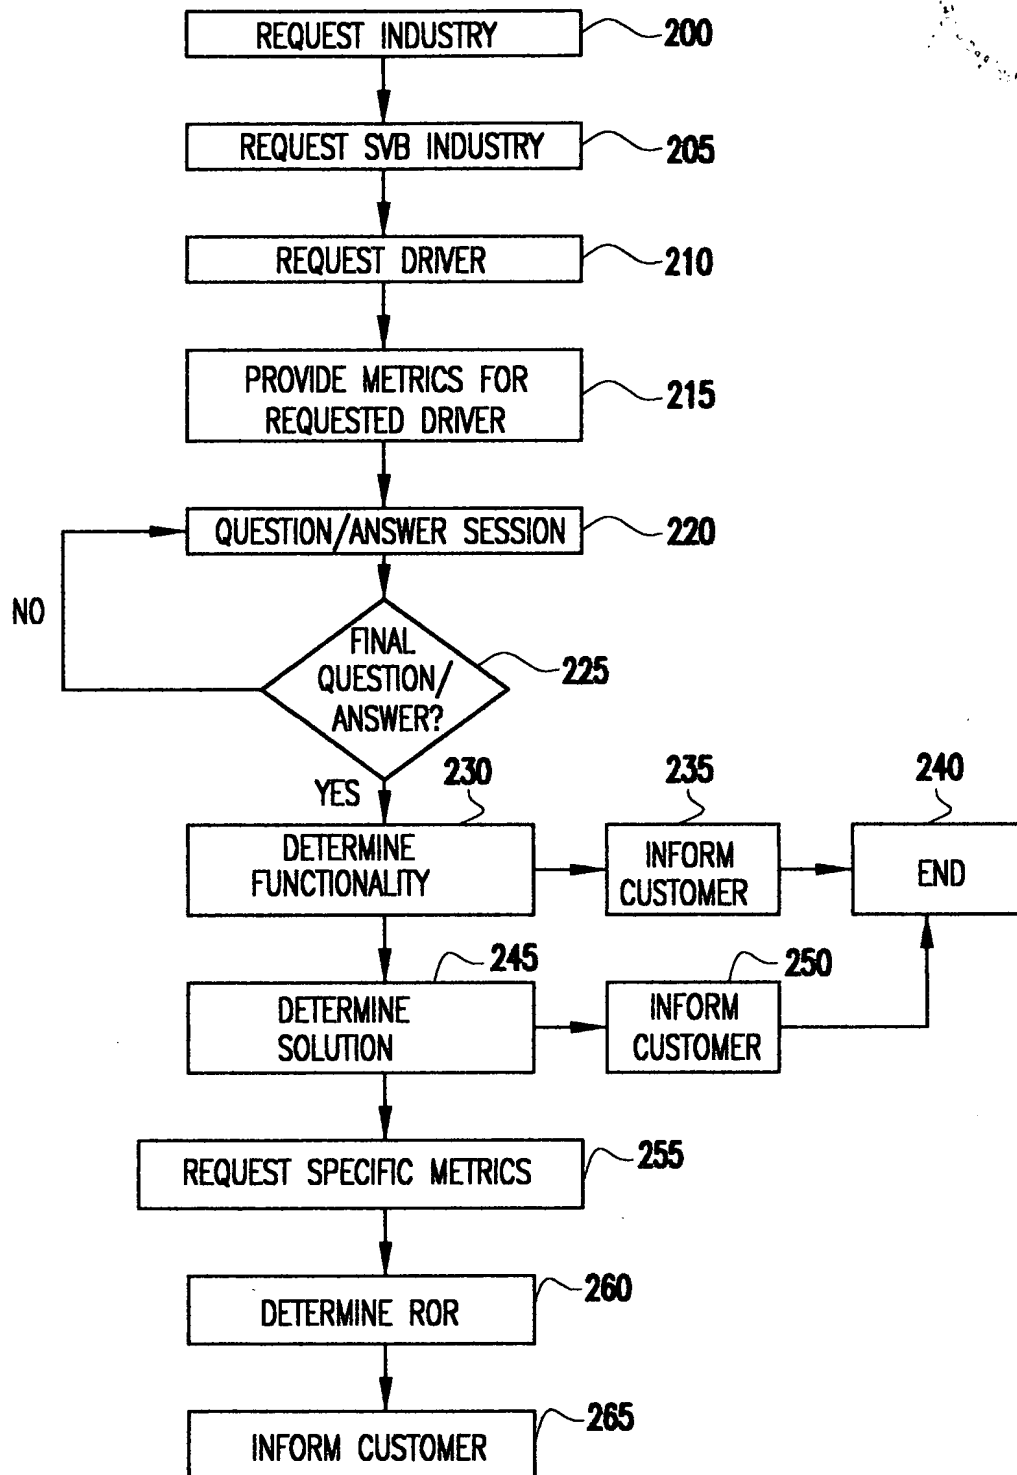 REQUEST INDUSTRY
200
REQUEST SVB INDUSTRY
205
REQUEST DRIVER
210
PROVIDE METRICS FOR
REQUESTED DRIVER
215
QUESTION/ANSWER SESSION
220
NO
FINAL
QUESTION/
ANSWER?
225
YES
230
DETERMINE
FUNCTIONALITY
235
INFORM
CUSTOMER
240
END
245
DETERMINE
SOLUTION
250
INFORM
CUSTOMER
REQUEST SPECIFIC METRICS
255
DETERMINE ROR
260
INFORM CUSTOMER
265